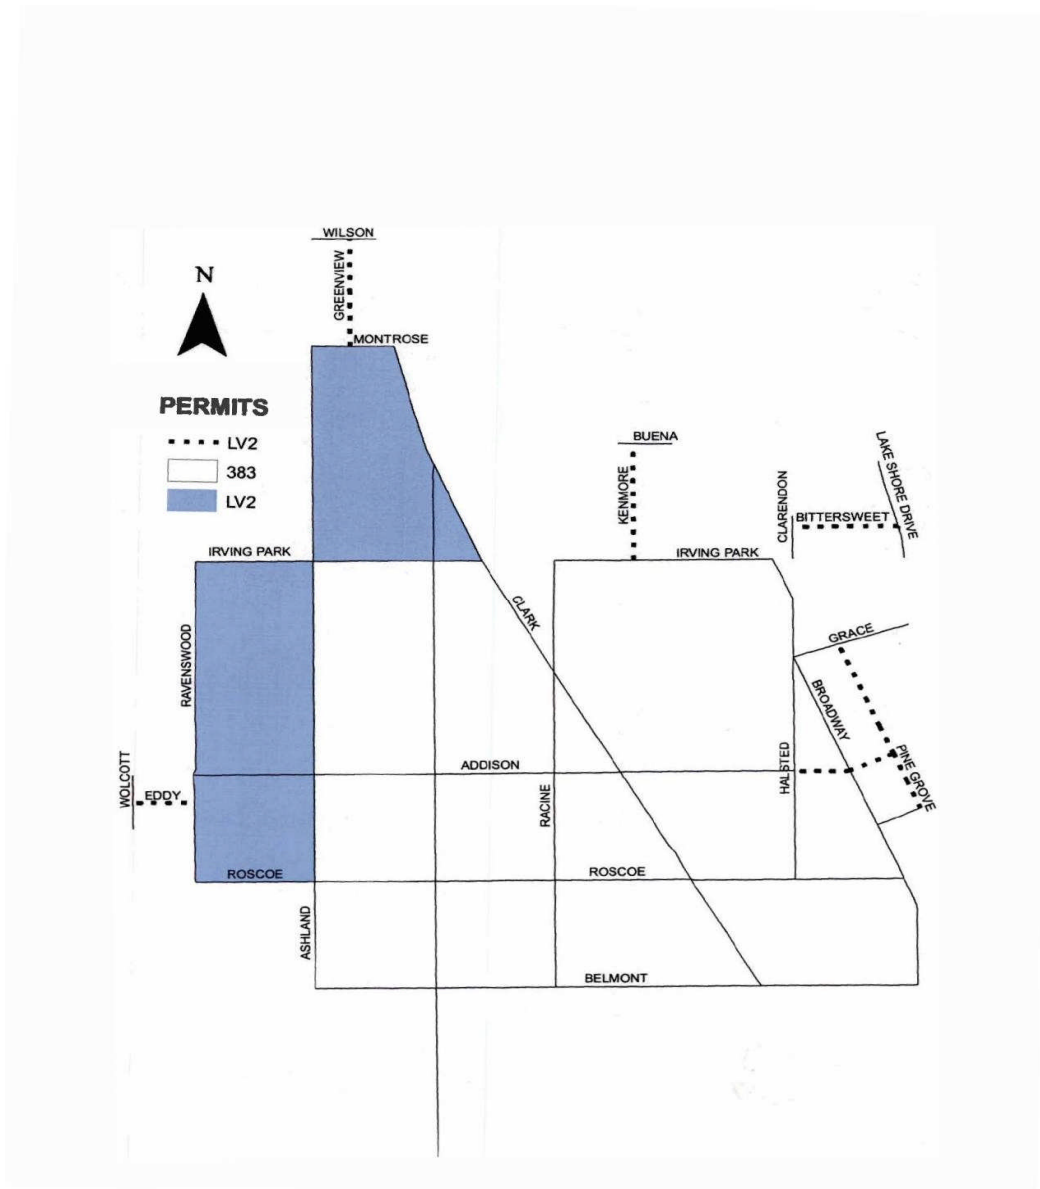 WILSON
GREENVIEW
N
MONTROSE
PERMITS
LV2
383
LV2
BUENA
KENMORE
LAKE SHORE DRIVE
CLARENDON
BITTERSWEET
IRVING PARK
IRVING PARK
CLARK
RAVENSWOOD
GRACE
BROADWAY
PINE GROVE
HALSTED
ADDISON
RACINE
WOLCOTT
EDDY
ROSCOE
ROSCOE
ASHLAND
BELMONT